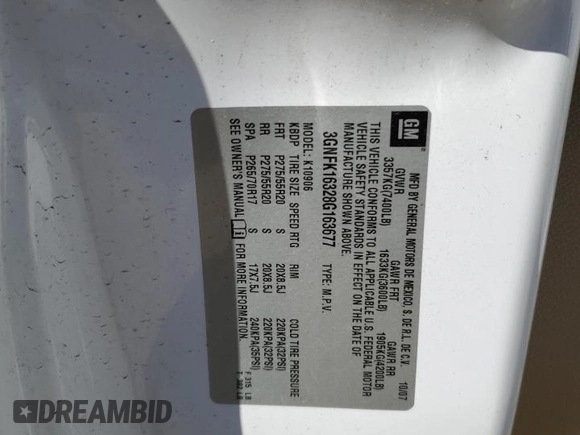 GM
MFD BY GENERAL MOTORS DE MEXICO, S. DE R.L. DE C.V. 10/07
GVWR GAWR FRT GAWR RR
3357KG(7400LB) 1633KG(3600LB) 1905KG(4200LB)
THIS VEHICLE CONFORMS TO ALL APPLICABLE U.S. FEDERAL MOTOR
VEHICLE SAFETY STANDARDS IN EFFECT ON THE DATE OF
MANUFACTURE SHOWN ABOVE.
3GNFK16328G163677 TYPE: M.P.V.
MODEL: K10906
KBDP TIRE SIZE SPEED RTG RIM COLD TIRE PRESSURE
FRT P275/55R20 S 20X8.5J 220KPA(32PSI)
RR P275/55R20 S 20X8.5J 220KPA(32PSI)
SPA P265/70R17 S 17X7.5J 240KPA(35PSI)
SEE OWNER'S MANUAL FOR MORE INFORMATION.
F 315 LB
T 392 LB
DREAMBID